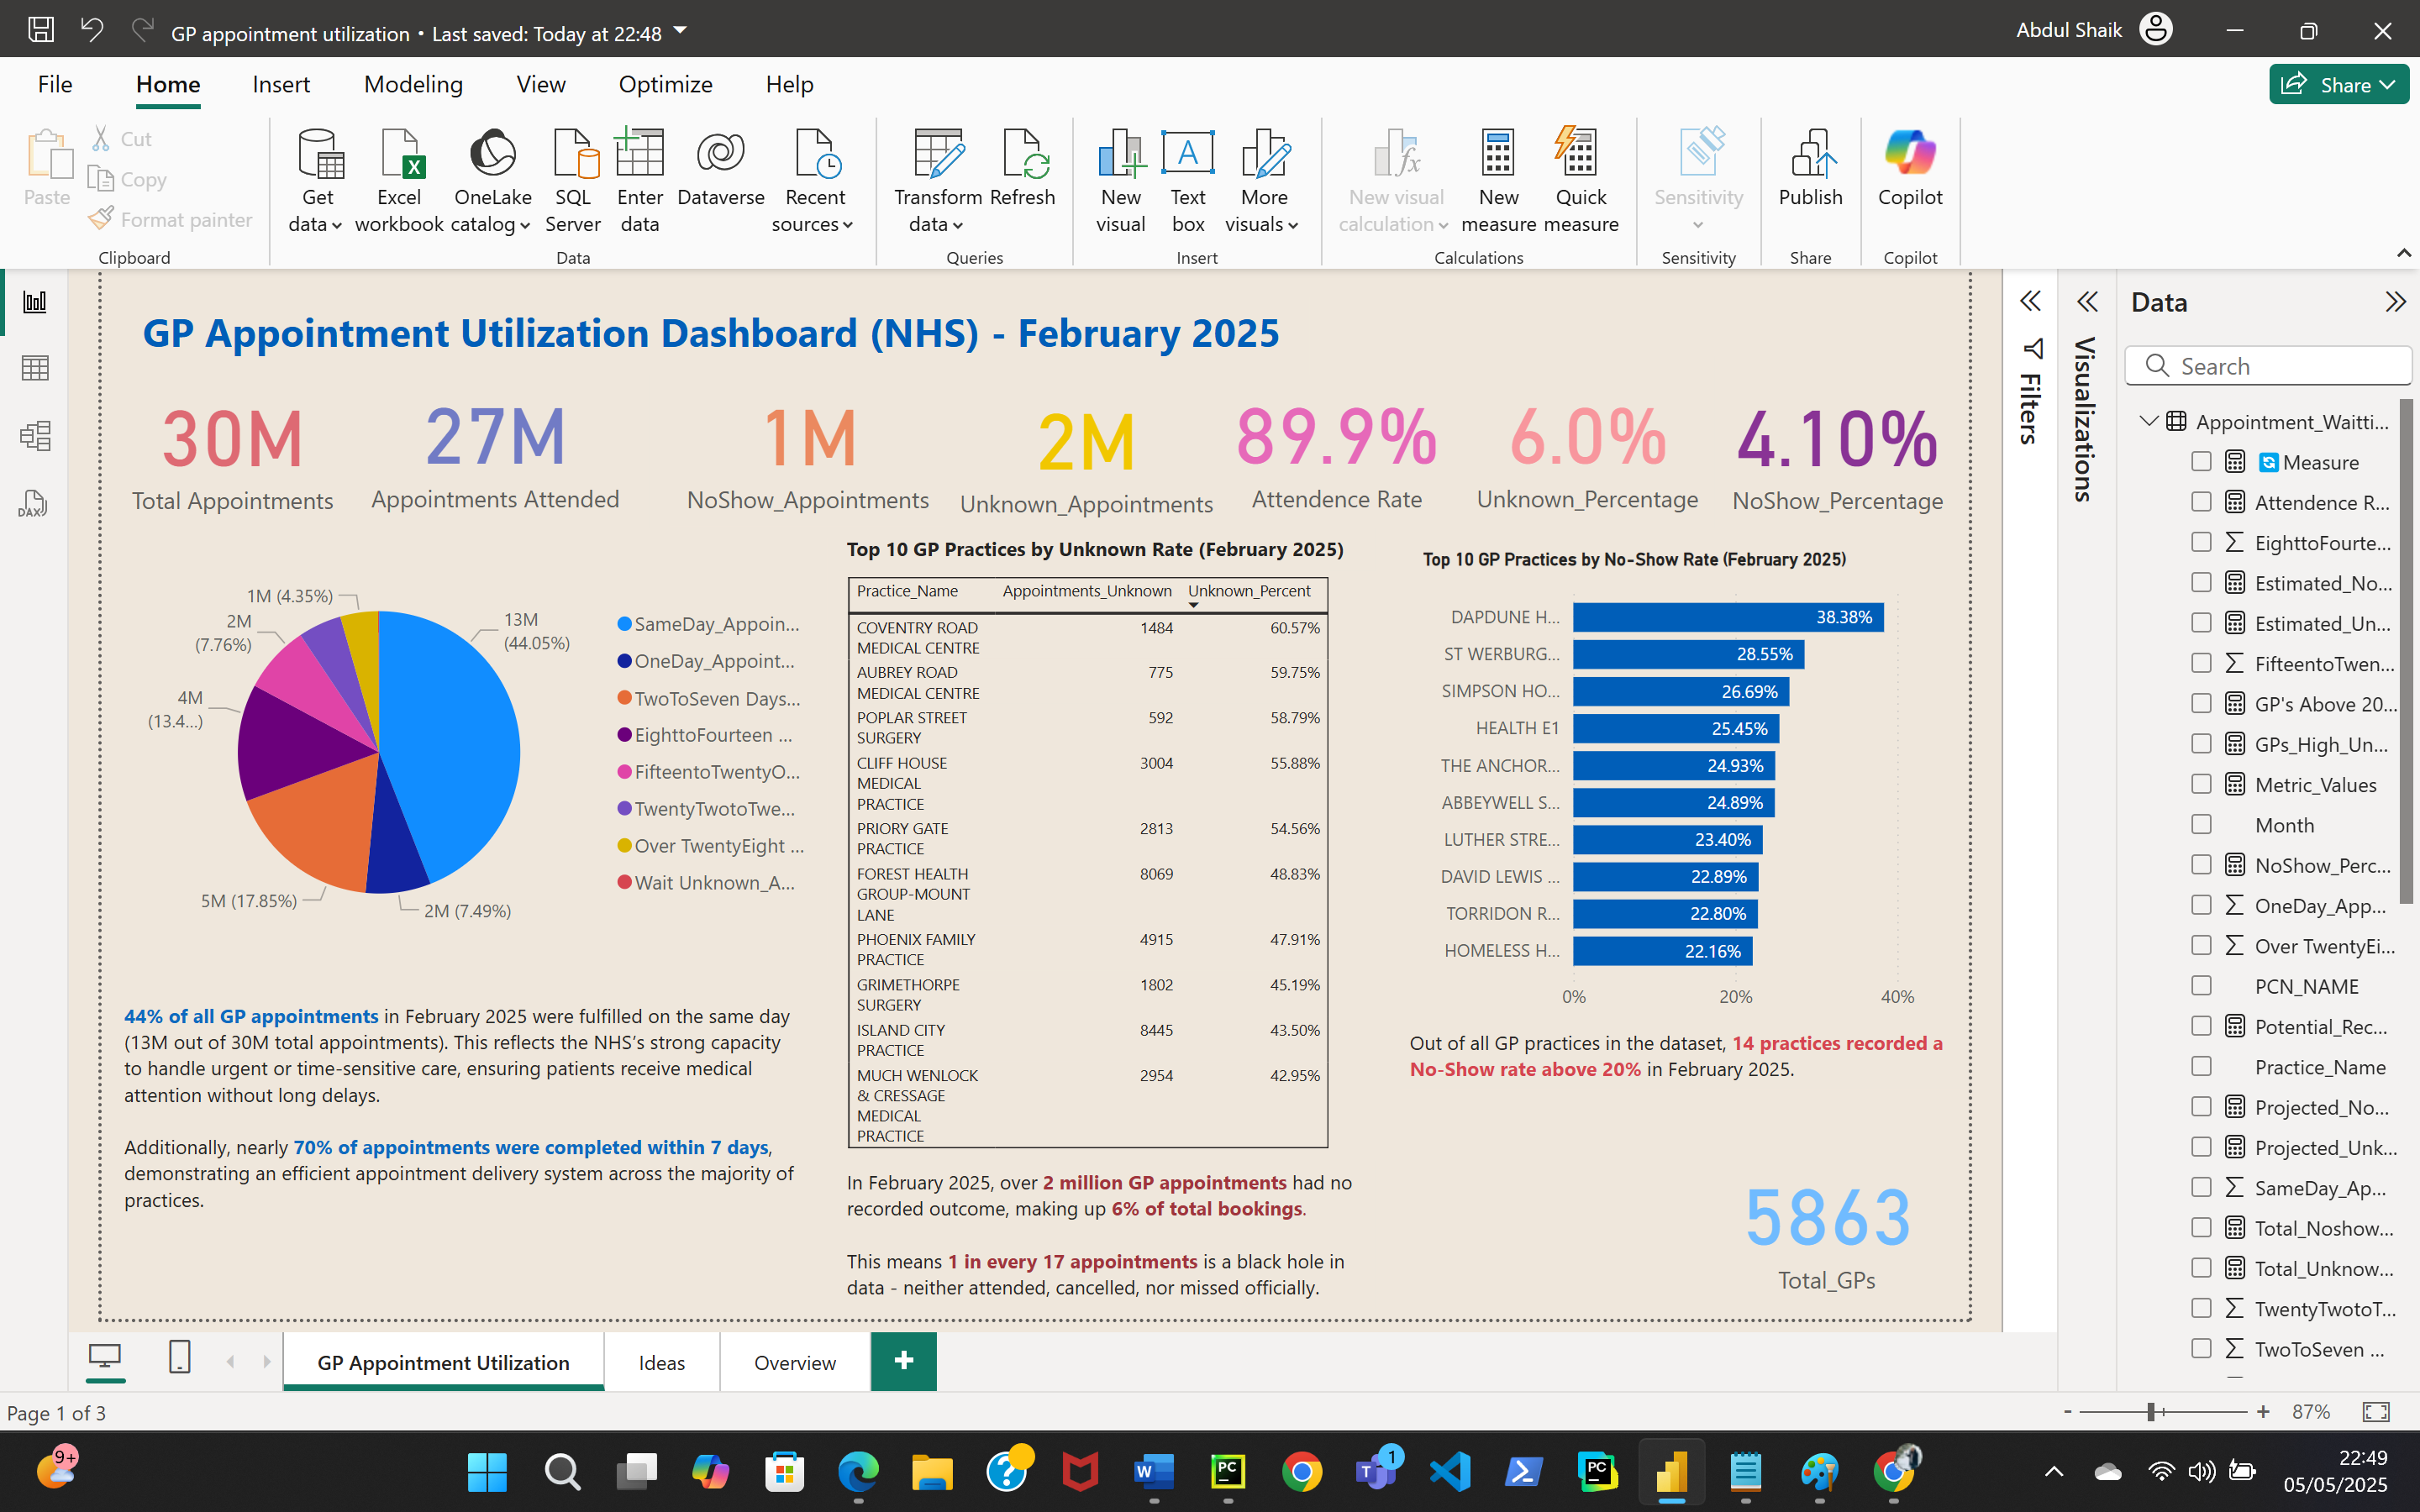 GP appointment utilization • Last saved: Today at 22:48
Abdul Shaik
File
Home
Insert
Modeling
View
Optimize
Help
Share
Paste
Cut
Copy
Format painter
Clipboard
Get data
Excel workbook
OneLake catalog
SQL Server
Enter data
Dataverse
Recent sources
Data
Transform data
Refresh
Queries
New visual
Text box
More visuals
Insert
New visual calculation
New measure
Quick measure
Calculations
Sensitivity
Sensitivity
Publish
Share
Copilot
Copilot
GP Appointment Utilization Dashboard (NHS) - February 2025
30M
Total Appointments
27M
Appointments Attended
1M
NoShow_Appointments
2M
Unknown_Appointments
89.9%
Attendence Rate
6.0%
Unknown_Percentage
4.10%
NoShow_Percentage
1M (4.35%)
2M
(7.76%)
4M
(13.4...)
5M (17.85%)
2M (7.49%)
13M
(44.05%)
SameDay_Appoin...
OneDay_Appoint...
TwoToSeven Days...
EighttoFourteen ...
FifteentoTwentyO...
TwentyTwotoTwe...
Over TwentyEight ...
Wait Unknown_A...
44% of all GP appointments in February 2025 were fulfilled on the same day
(13M out of 30M total appointments). This reflects the NHS's strong capacity
to handle urgent or time-sensitive care, ensuring patients receive medical
attention without long delays.
Additionally, nearly 70% of appointments were completed within 7 days,
demonstrating an efficient appointment delivery system across the majority of
practices.
Top 10 GP Practices by Unknown Rate (February 2025)
Practice_Name Appointments_Unknown Unknown_Percent
COVENTRY ROAD 1484 60.57%
MEDICAL CENTRE
AUBREY ROAD 775 59.75%
MEDICAL CENTRE
POPLAR STREET 592 58.79%
SURGERY
CLIFF HOUSE 3004 55.88%
MEDICAL
PRACTICE
PRIORY GATE 2813 54.56%
PRACTICE
FOREST HEALTH 8069 48.83%
GROUP-MOUNT
LANE
PHOENIX FAMILY 4915 47.91%
PRACTICE
GRIMETHORPE 1802 45.19%
SURGERY
ISLAND CITY 8445 43.50%
PRACTICE
MUCH WENLOCK 2954 42.95%
& CRESSAGE
MEDICAL
PRACTICE
In February 2025, over 2 million GP appointments had no
recorded outcome, making up 6% of total bookings.
This means 1 in every 17 appointments is a black hole in
data - neither attended, cancelled, nor missed officially.
Top 10 GP Practices by No-Show Rate (February 2025)
DAPDUNE H... 38.38%
ST WERBURG... 28.55%
SIMPSON HO... 26.69%
HEALTH E1 25.45%
THE ANCHOR... 24.93%
ABBEYWELL S... 24.89%
LUTHER STRE... 23.40%
DAVID LEWIS ... 22.89%
TORRIDON R... 22.80%
HOMELESS H... 22.16%
0% 20% 40%
Out of all GP practices in the dataset, 14 practices recorded a
No-Show rate above 20% in February 2025.
5863
Total_GPs
Filters
Visualizations
Data
Search
Appointment_Waitti...
Measure
Attendence R...
EighttoFourte...
Estimated_No...
Estimated_Un...
FifteentoTwen...
GP's Above 20...
GPs_High_Un...
Metric_Values
Month
NoShow_Perc...
OneDay_App...
Over TwentyEi...
PCN_NAME
Potential_Rec...
Practice_Name
Projected_No...
Projected_Unk...
SameDay_Ap...
Total_Noshow...
Total_Unknow...
TwentyTwotoT...
TwoToSeven ...
DAX
GP Appointment Utilization
Ideas
Overview
Page 1 of 3
87%
9+
1
22:49
05/05/2025